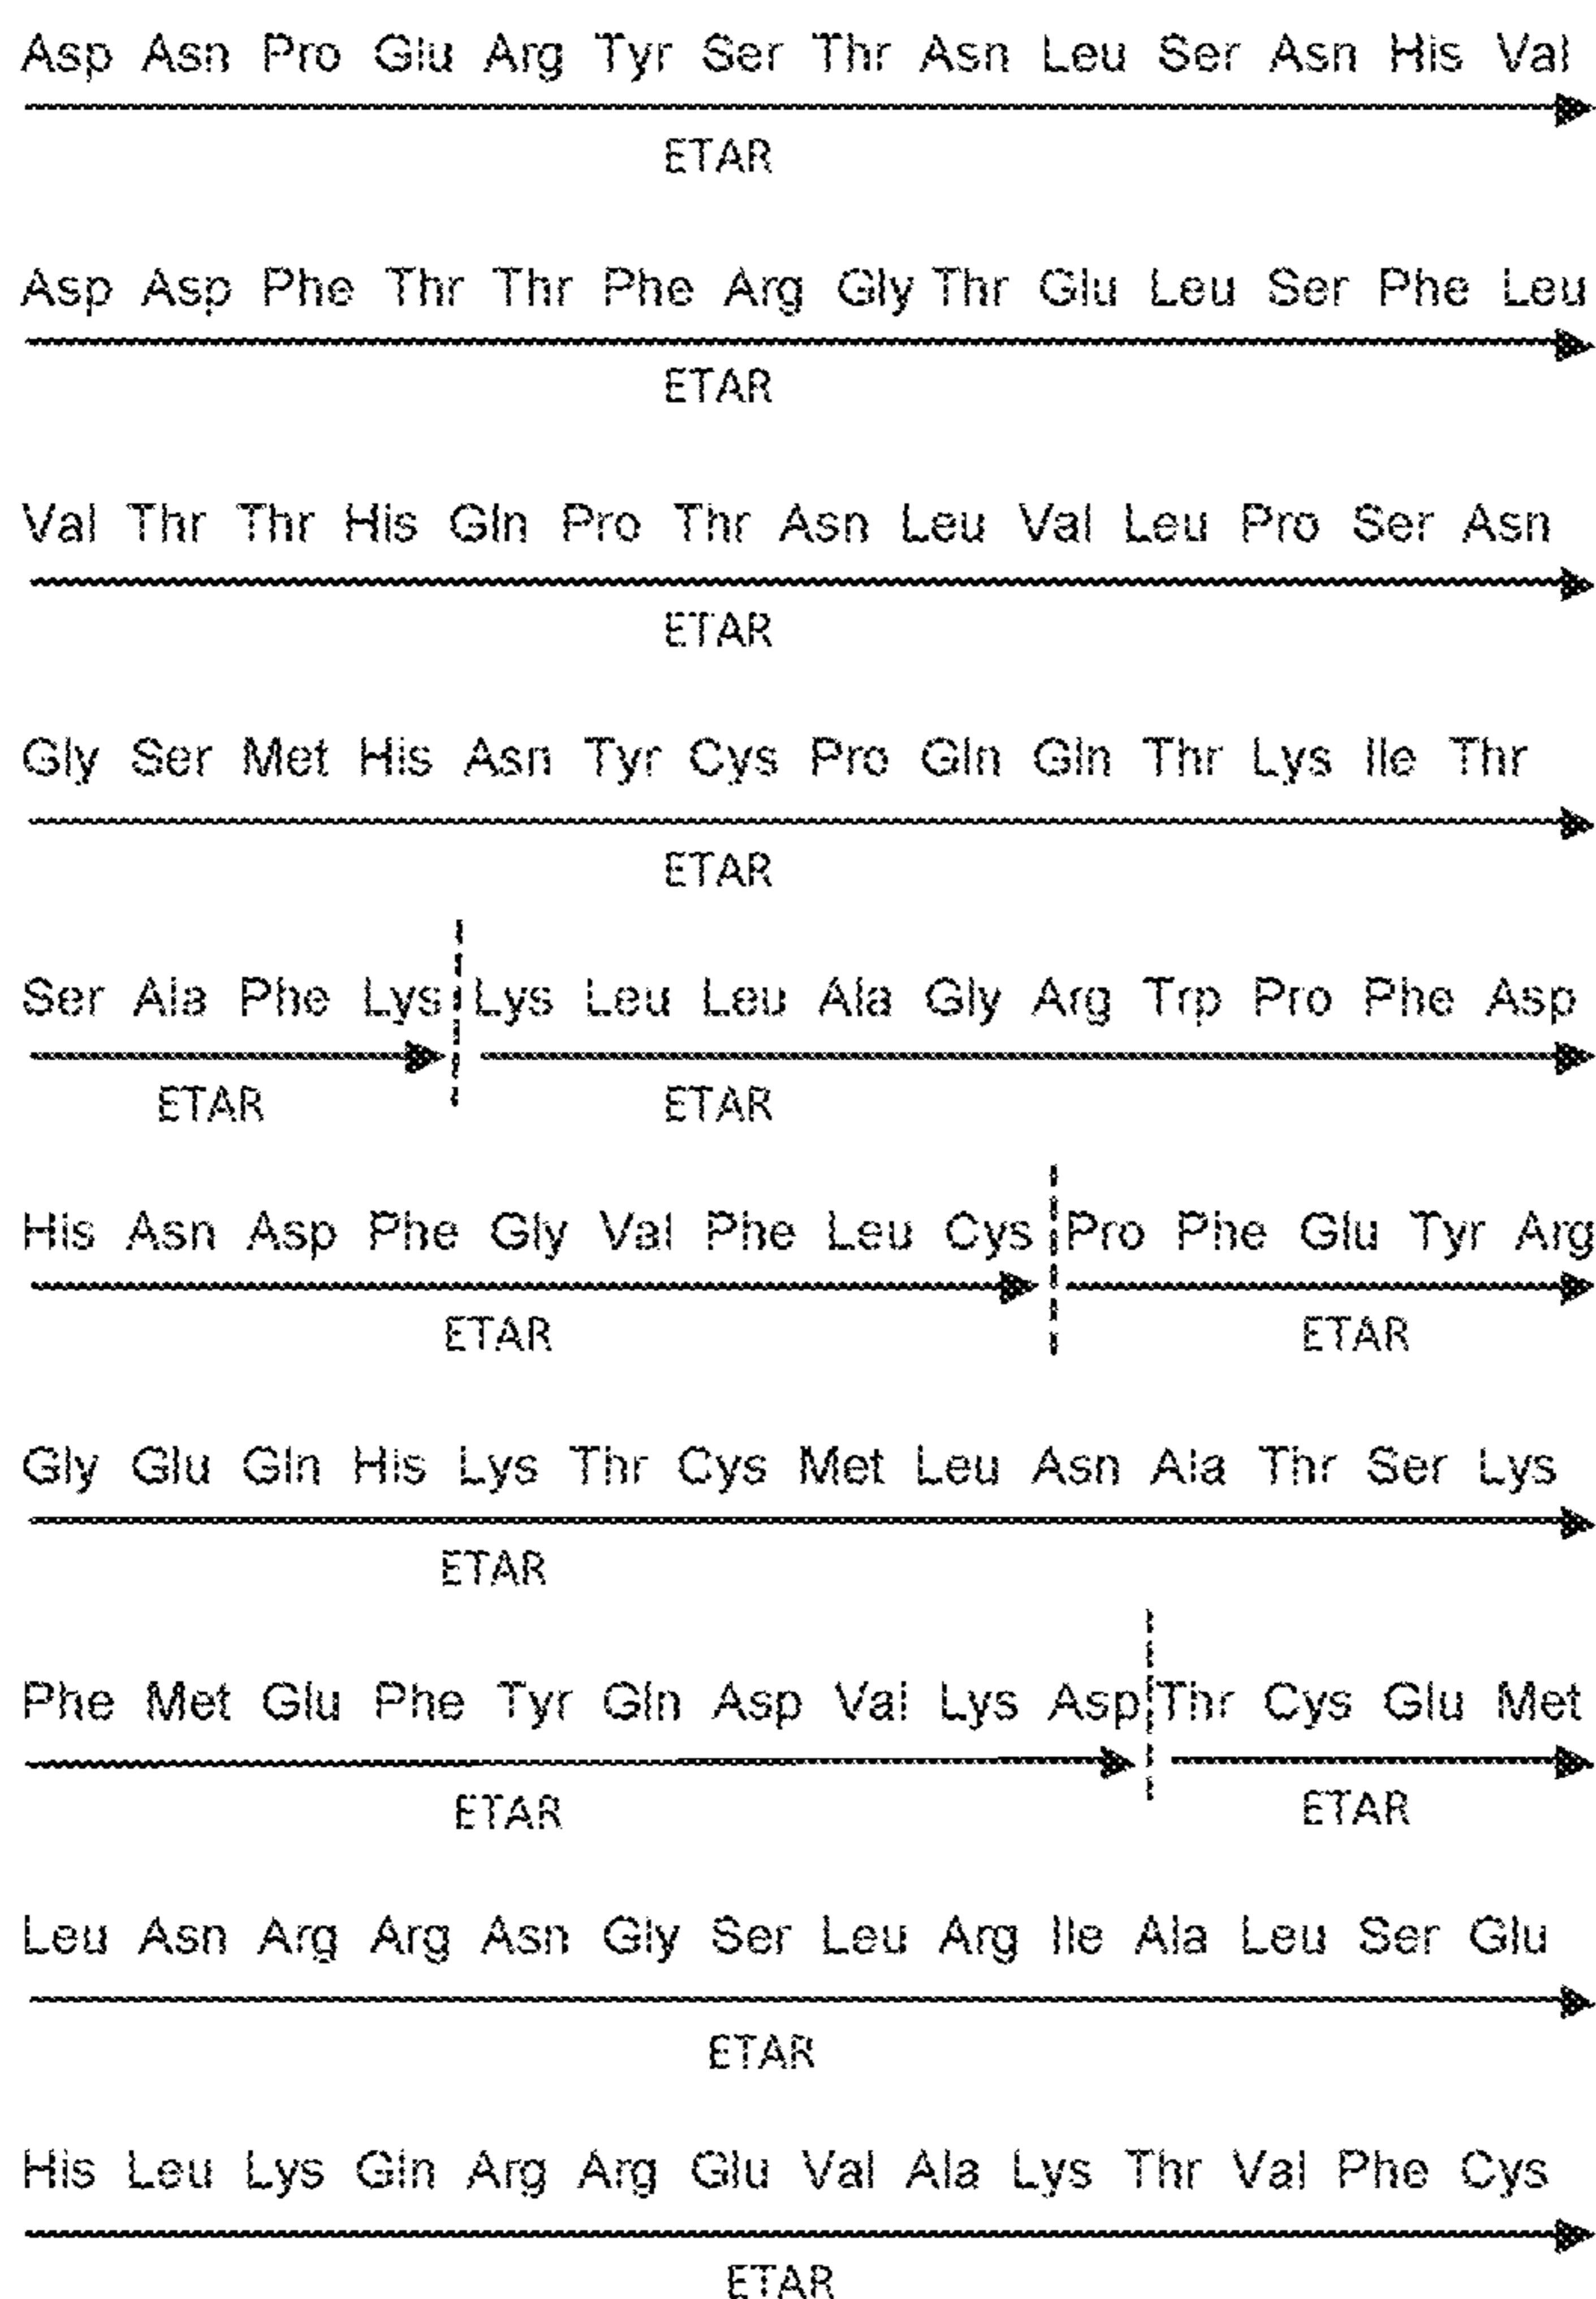 Asp Asn Pro Glu Arg Tyr Ser Thr Asn Leu Ser Asn His Val
ETAR
Asp Asp Phe Thr Thr Phe Arg Gly Thr Glu Leu Ser Phe Leu
ETAR
Val Thr Thr His Gln Pro Thr Asn Leu Val Leu Pro Ser Asn
ETAR
Gly Ser Met His Asn Tyr Cys Pro Gln Gln Thr Lys Ile Thr
ETAR
Ser Ala Phe Lys Lys Leu Leu Ala Gly Arg Trp Pro Phe Asp
ETAR ETAR
His Asn Asp Phe Gly Val Phe Leu Cys Pro Phe Glu Tyr Arg
ETAR ETAR
Gly Glu Gln His Lys Thr Cys Met Leu Asn Ala Thr Ser Lys
ETAR
Phe Met Glu Phe Tyr Gln Asp Val Lys Asp Thr Cys Glu Met
ETAR ETAR
Leu Asn Arg Arg Asn Gly Ser Leu Arg Ile Ala Leu Ser Glu
ETAR
His Leu Lys Gln Arg Arg Glu Val Ala Lys Thr Val Phe Cys
ETAR